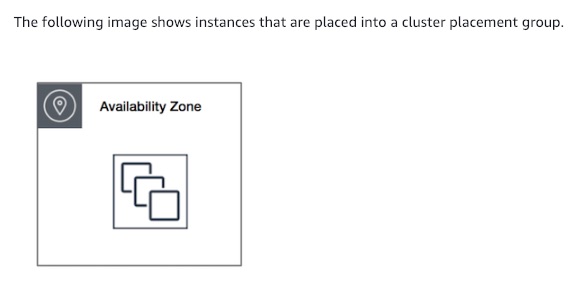 The following image shows instances that are placed into a cluster placement group.
Availability Zone